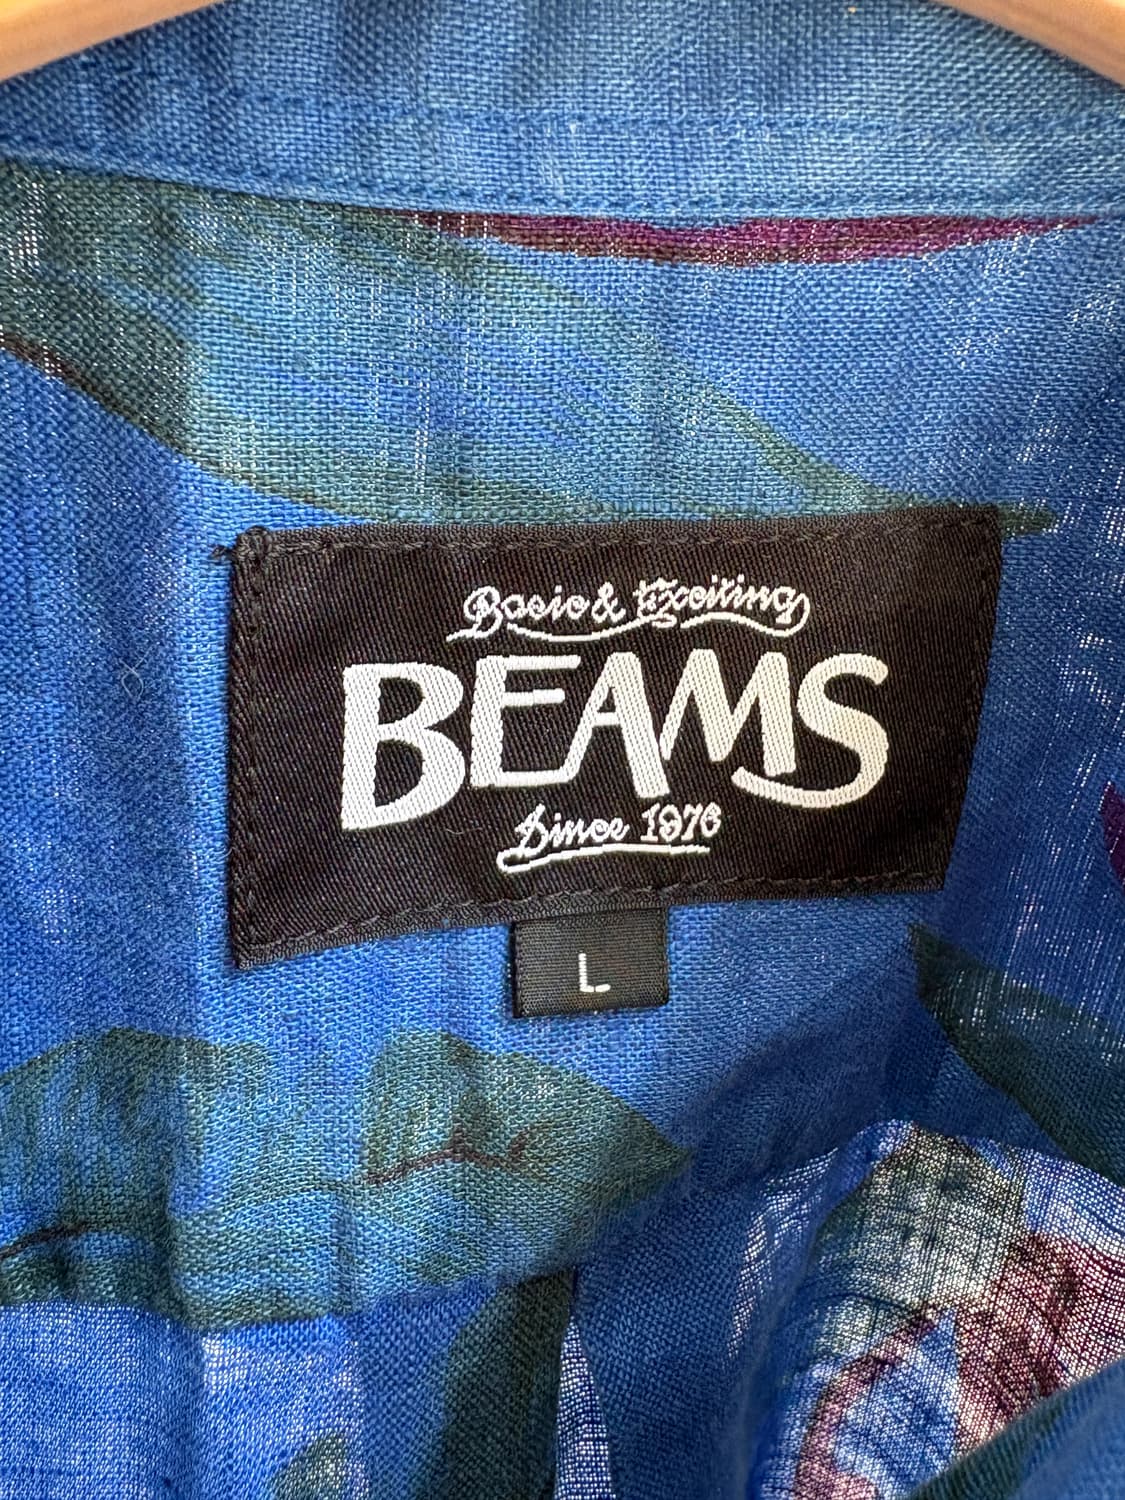 Basic & Exciting
BEAMS
Since 1976
L